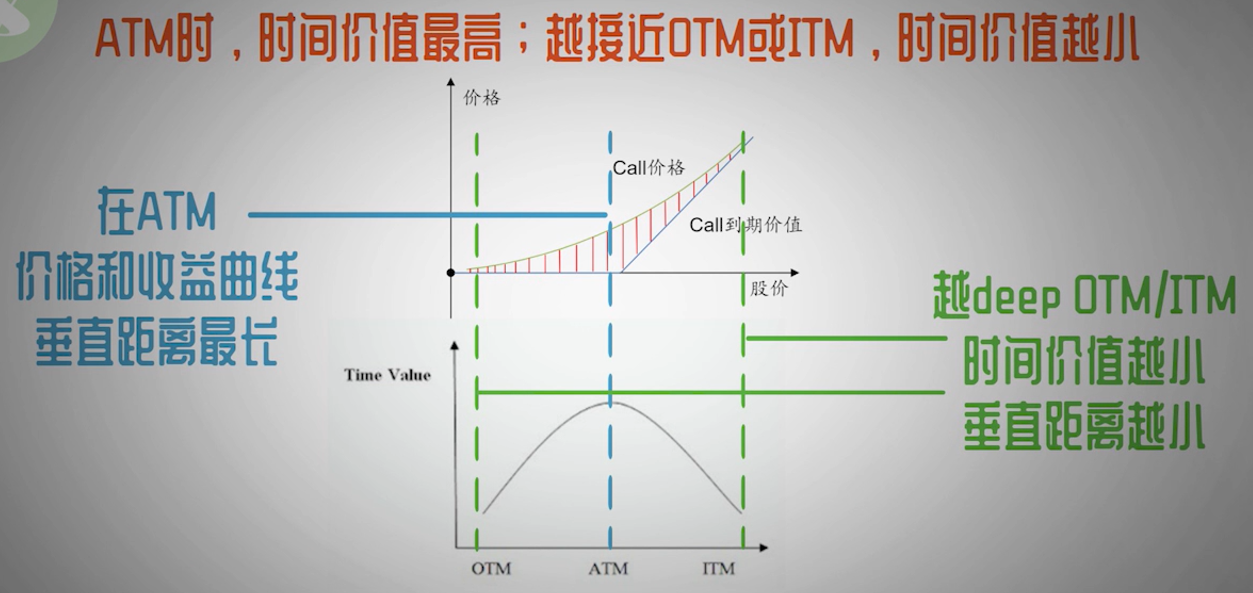 ATM时，时间价值最高；越接近OTM或ITM，时间价值越小
价格
Call价格
在ATM
价格和收益曲线
垂直距离最长
Call到期价值
股价
越deep OTM/ITM
时间价值越小
垂直距离越小
Time Value
OTM ATM ITM